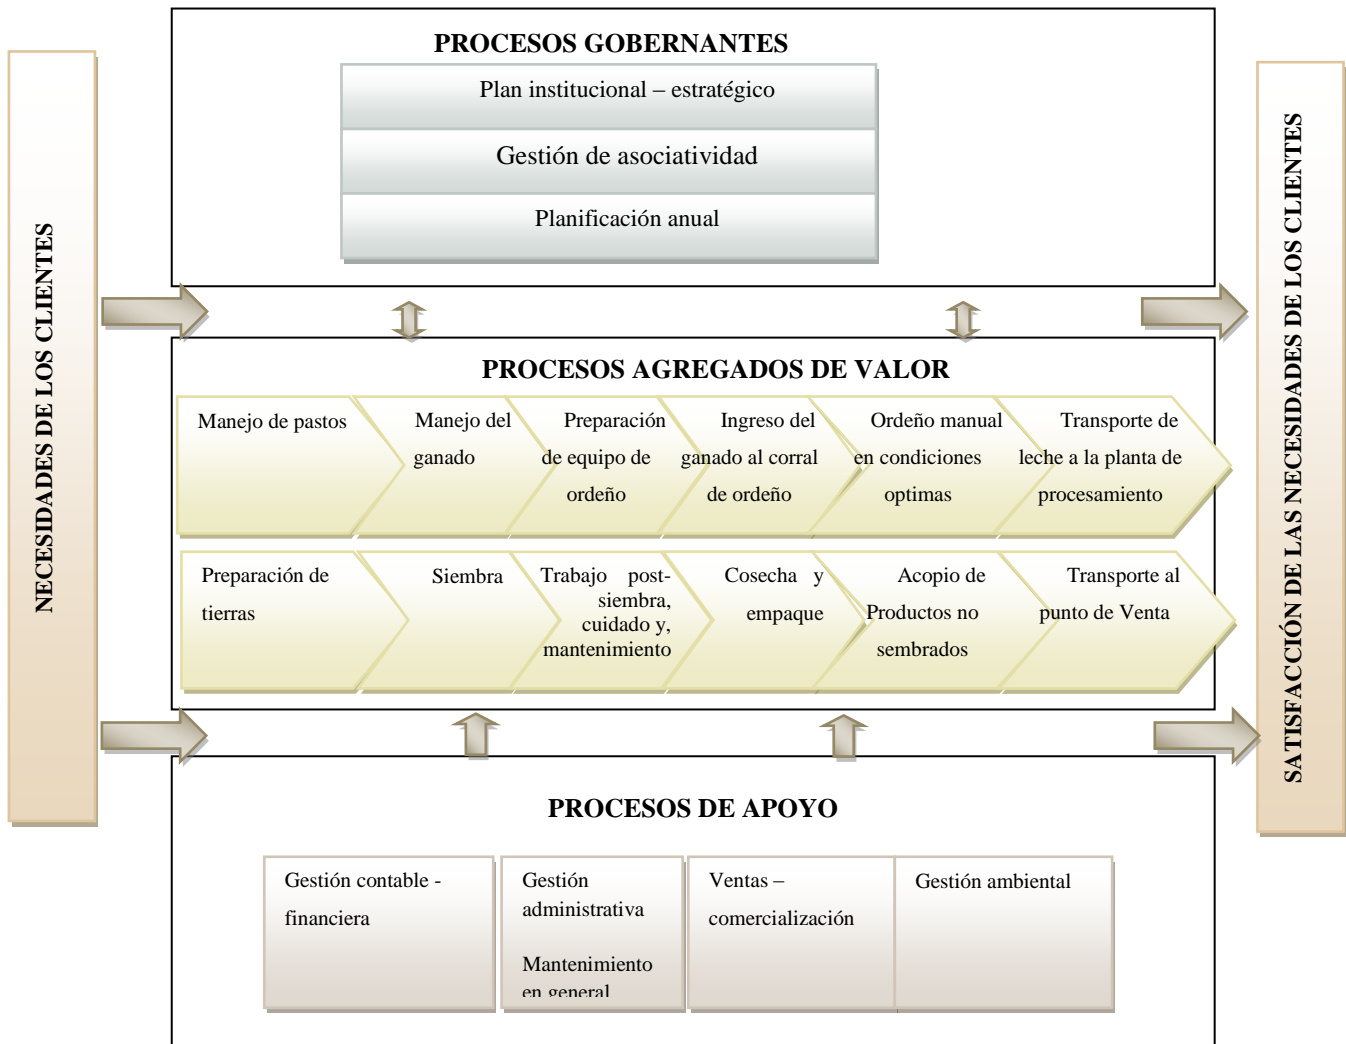 PROCESOS GOBERNANTES
Plan institucional – estratégico
Gestión de asociatividad
Planificación anual
NECESIDADES DE LOS CLIENTES
PROCESOS AGREGADOS DE VALOR
Manejo de pastos
Manejo del
ganado
Preparación
de equipo de
ordeño
Ingreso del
ganado al corral
de ordeño
Ordeño manual
en condiciones
optimas
Transporte de
leche a la planta de
procesamiento
Preparación de
tierras
Siembra
Trabajo post-
siembra,
cuidado y,
mantenimiento
Cosecha y
empaque
Acopio de
Productos no
sembrados
Transporte al
punto de Venta
SATISFACCIÓN DE LAS NECESIDADES DE LOS CLIENTES
PROCESOS DE APOYO
Gestión contable -
financiera
Gestión
administrativa
Mantenimiento
en general
Ventas –
comercialización
Gestión ambiental